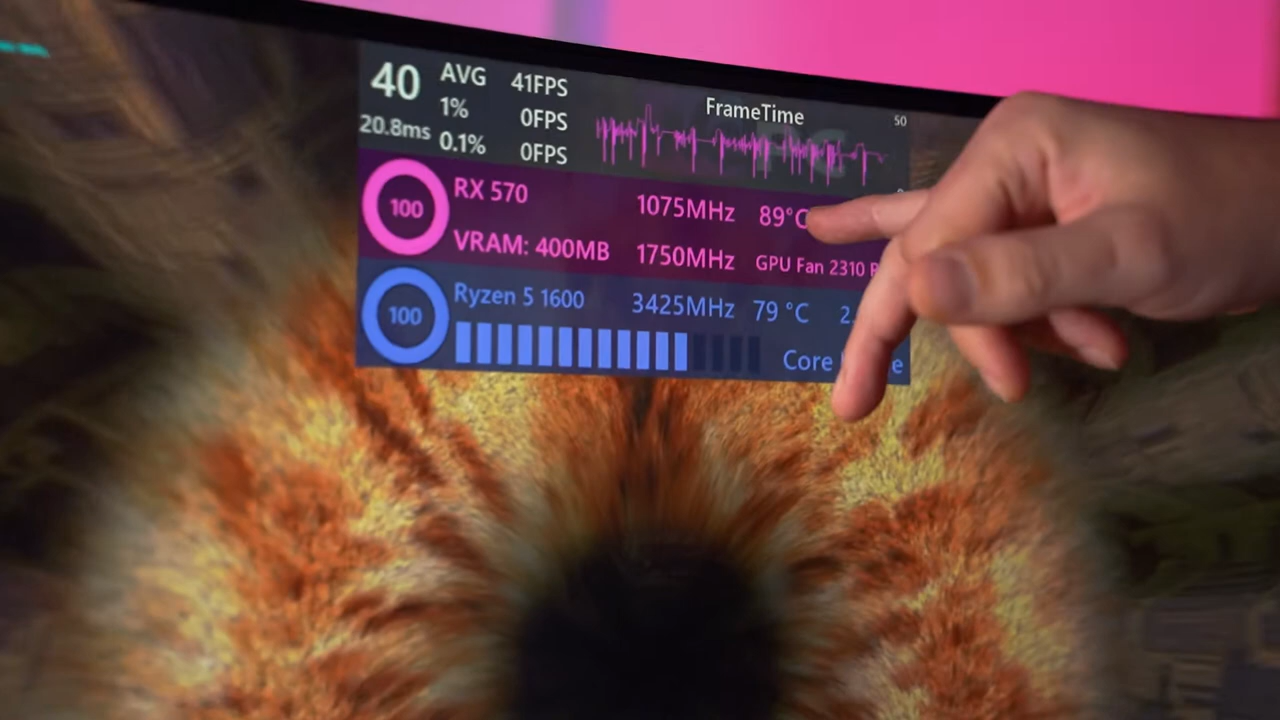 40 AVG 41FPS
1% 0FPS
20.8ms 0.1% 0FPS
FrameTime
50
100 RX 570 1075MHz 89°C
VRAM: 400MB 1750MHz GPU Fan 2310
100 Ryzen 5 1600 3425MHz 79 °C 2.
Core